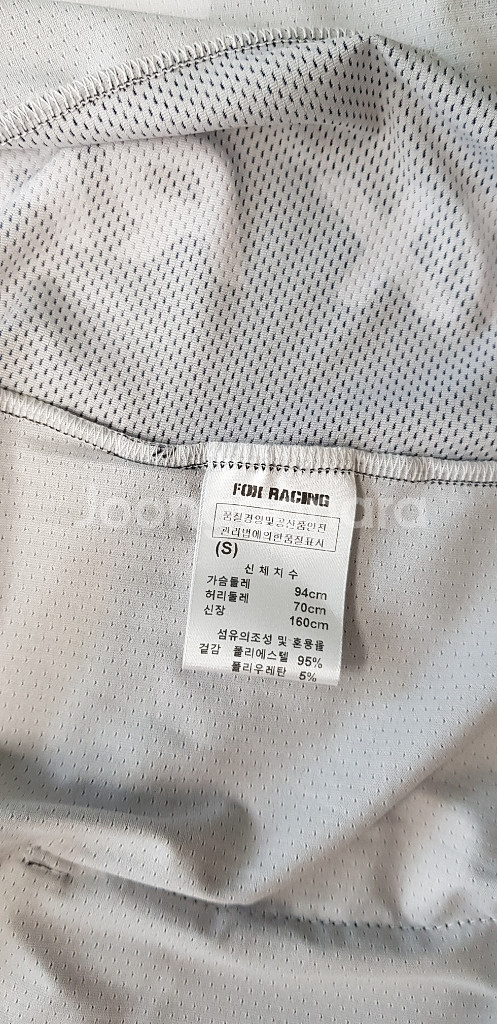 FOX RACING
품질경영및공산품안전
관리법에의한품질표시
(S)
신체치수
가슴둘레 94cm
허리둘레 70cm
신장 160cm
섬유의조성 및 혼용율
겉감 폴리에스텔 95%
폴리우레탄 5%